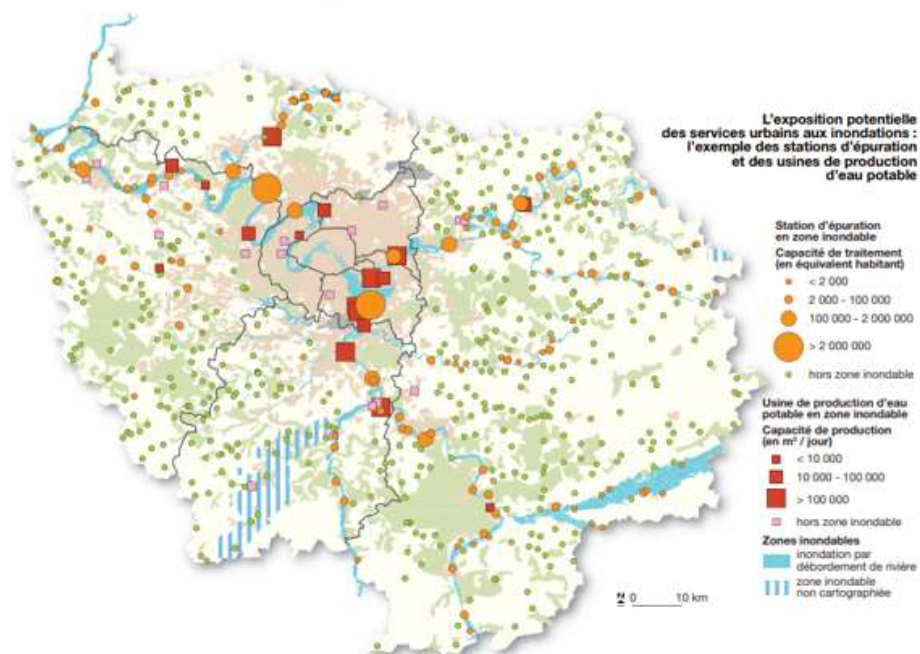 L'exposition potentielle
des services urbains aux inondations :
l'exemple des stations d'épuration
et des usines de production
d'eau potable
Station d'épuration
en zone inondable
Capacité de traitement
(en équivalent habitant)
< 2 000
2 000 - 100 000
100 000 - 2 000 000
> 2 000 000
hors zone inondable
Usine de production d'eau
potable en zone inondable
Capacité de production
(en m³ / jour)
< 10 000
10 000 - 100 000
> 100 000
hors zone inondable
Zones inondables
inondation par
débordement de rivière
zone inondable
non cartographiée
N 0 10 km